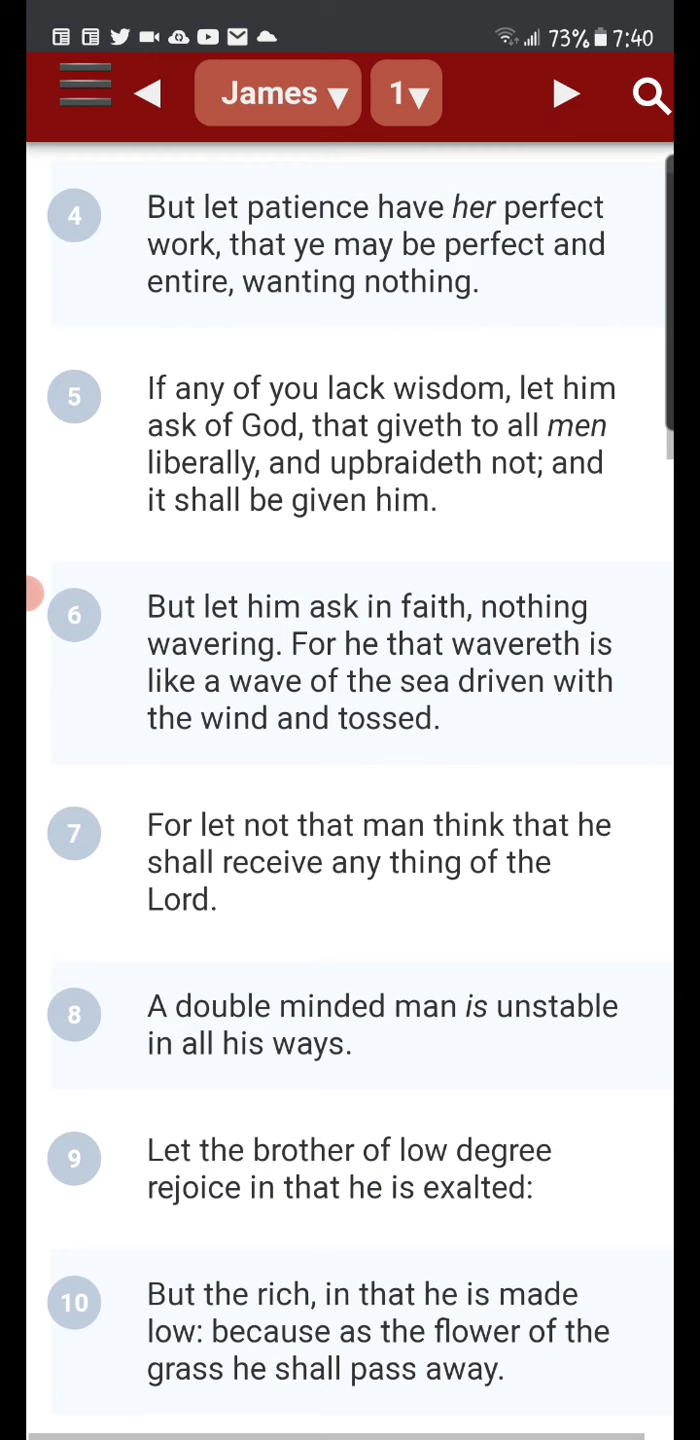 73% 7:40
James ▼ 1▼
4 But let patience have her perfect
work, that ye may be perfect and
entire, wanting nothing.
5 If any of you lack wisdom, let him
ask of God, that giveth to all men
liberally, and upbraideth not; and
it shall be given him.
6 But let him ask in faith, nothing
wavering. For he that wavereth is
like a wave of the sea driven with
the wind and tossed.
7 For let not that man think that he
shall receive any thing of the
Lord.
8 A double minded man is unstable
in all his ways.
9 Let the brother of low degree
rejoice in that he is exalted:
10 But the rich, in that he is made
low: because as the flower of the
grass he shall pass away.